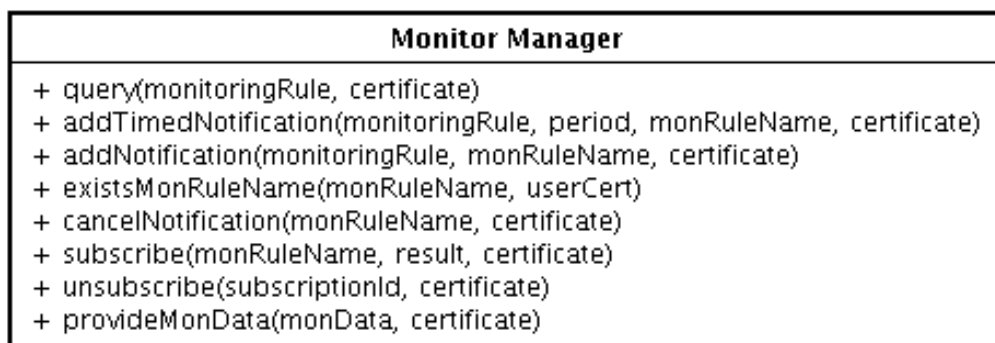 Monitor Manager
+ query(monitoringRule, certificate)
+ addTimedNotification(monitoringRule, period, monRuleName, certificate)
+ addNotification(monitoringRule, monRuleName, certificate)
+ existsMonRuleName(monRuleName, userCert)
+ cancelNotification(monRuleName, certificate)
+ subscribe(monRuleName, result, certificate)
+ unsubscribe(subscriptionId, certificate)
+ provideMonData(monData, certificate)